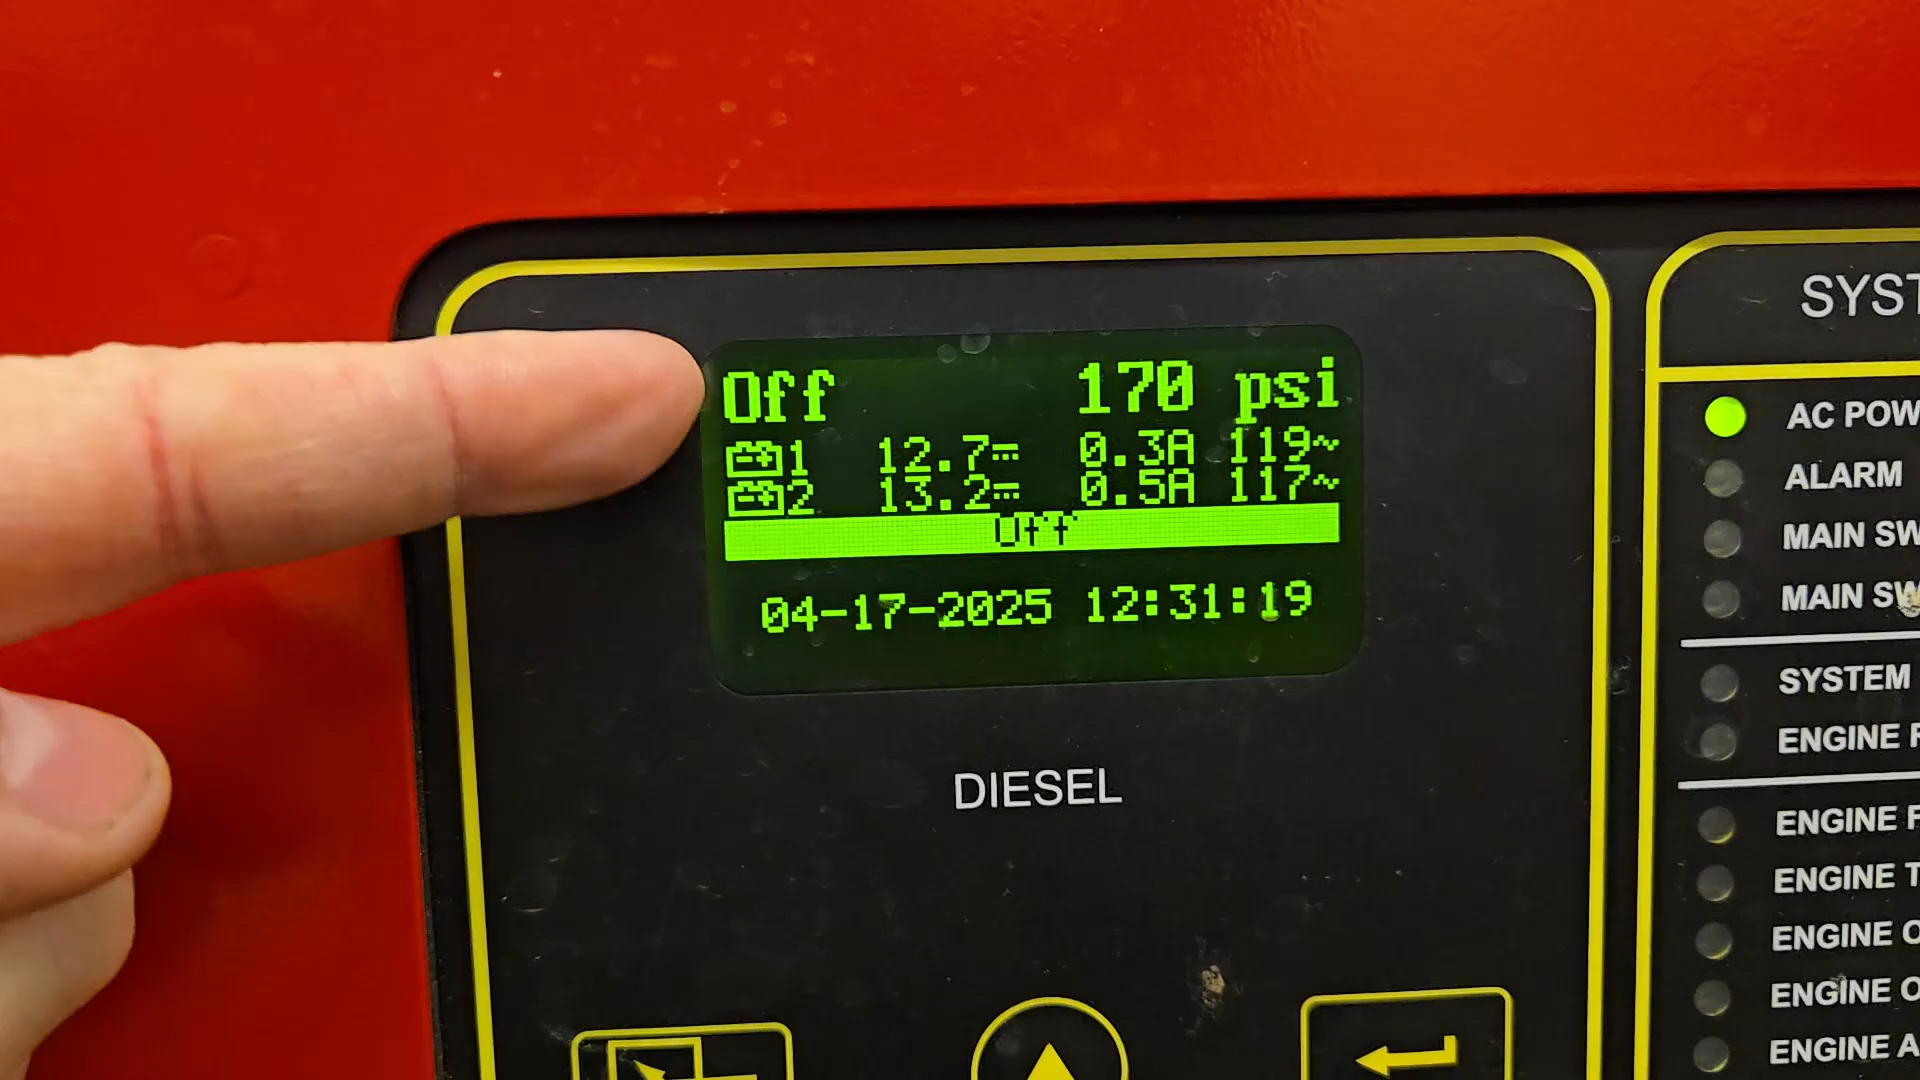 Off 170 psi
1 12.7 0.3A 119~
2 13.2 0.5A 117~
Off
04-17-2025 12:31:19
DIESEL
SYST
AC POW
ALARM
MAIN SW
MAIN SW
SYSTEM
ENGINE
ENGINE
ENGINE T
ENGINE O
ENGINE O
ENGINE A